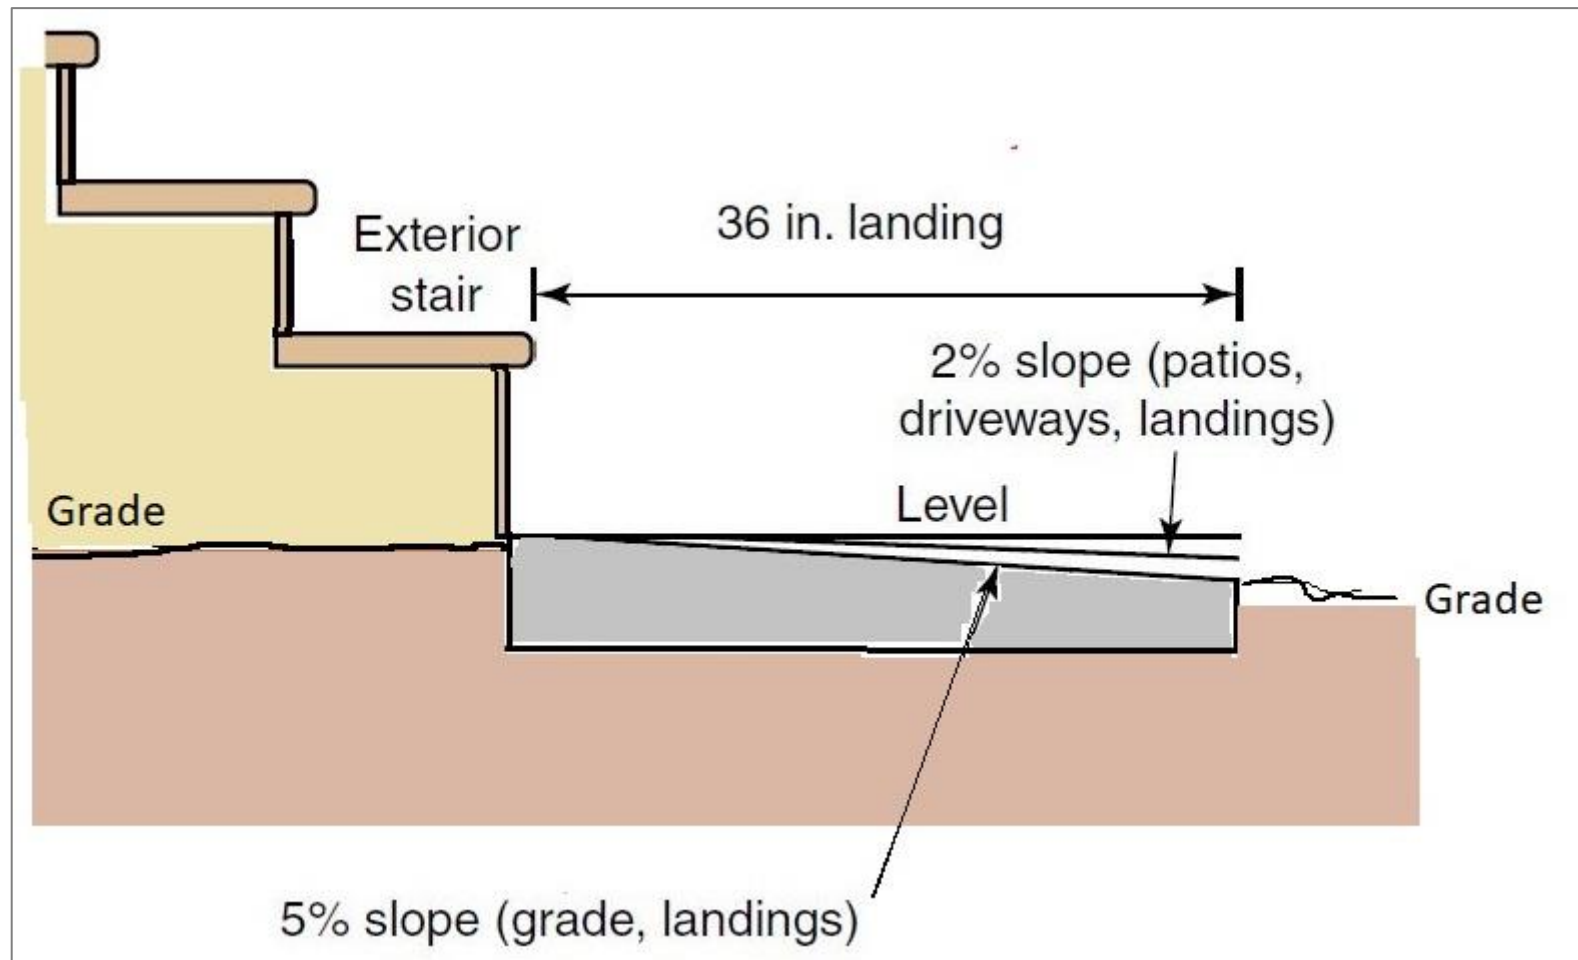 Exterior
stair
36 in. landing
2% slope (patios,
driveways, landings)
Level
Grade
Grade
5% slope (grade, landings)